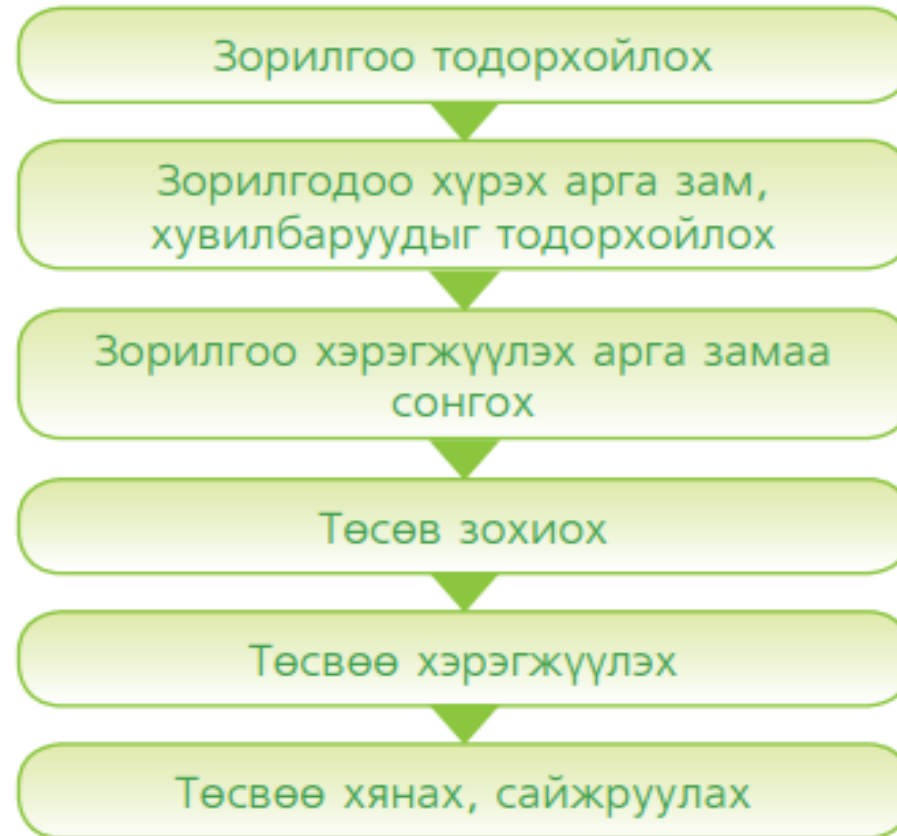 Зорилгоо тодорхойлох
Зорилгодоо хүрэх арга зам,
хувилбаруудыг тодорхойлох
Зорилгоо хэрэгжүүлэх арга замаа
сонгох
Төсөв зохиох
Төсвөө хэрэгжүүлэх
Төсвөө хянах, сайжруулах